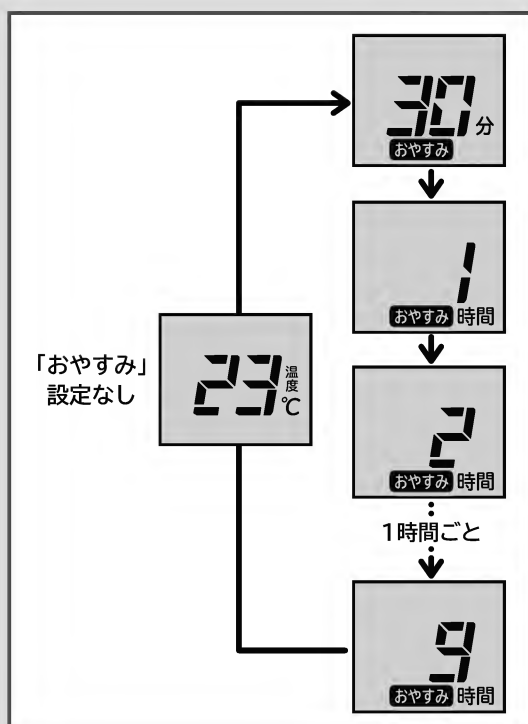 30分
おやすみ
1
おやすみ 時間
「おやすみ」
設定なし
23温度℃
2
おやすみ 時間
1時間ごと
9
おやすみ 時間